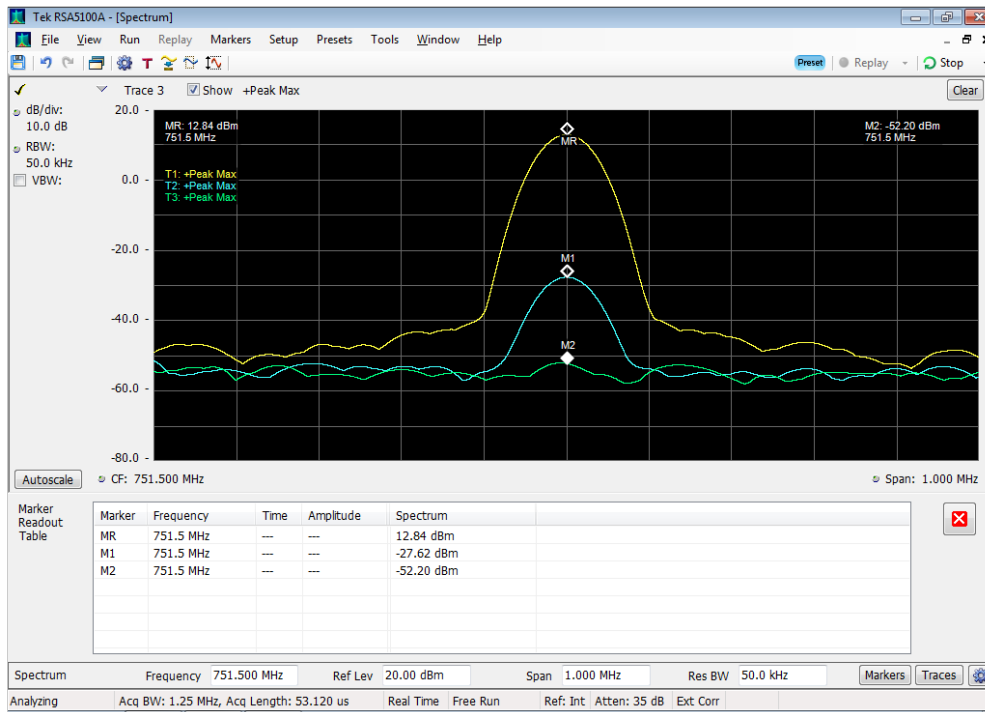 Tek RSA5100A - [Spectrum]
File View Run Replay Markers Setup Presets Tools Window Help
T Preset Replay Stop
Trace 3 Show +Peak Max Clear
dB/div:
10.0 dB
RBW:
50.0 kHz
VBW:
20.0
0.0
-20.0
-40.0
-60.0
-80.0
MR: 12.84 dBm
751.5 MHz
M2: -52.20 dBm
751.5 MHz
T1: +Peak Max
T2: +Peak Max
T3: +Peak Max
MR
M1
M2
Autoscale CF: 751.500 MHz Span: 1.000 MHz
Marker
Readout
Table
Marker Frequency Time Amplitude Spectrum
MR 751.5 MHz --- --- 12.84 dBm
M1 751.5 MHz --- --- -27.62 dBm
M2 751.5 MHz --- --- -52.20 dBm
Spectrum Frequency 751.500 MHz Ref Lev 20.00 dBm Span 1.000 MHz Res BW 50.0 kHz Markers Traces
Analyzing Acq BW: 1.25 MHz, Acq Length: 53.120 us Real Time Free Run Ref: Int Atten: 35 dB Ext Corr